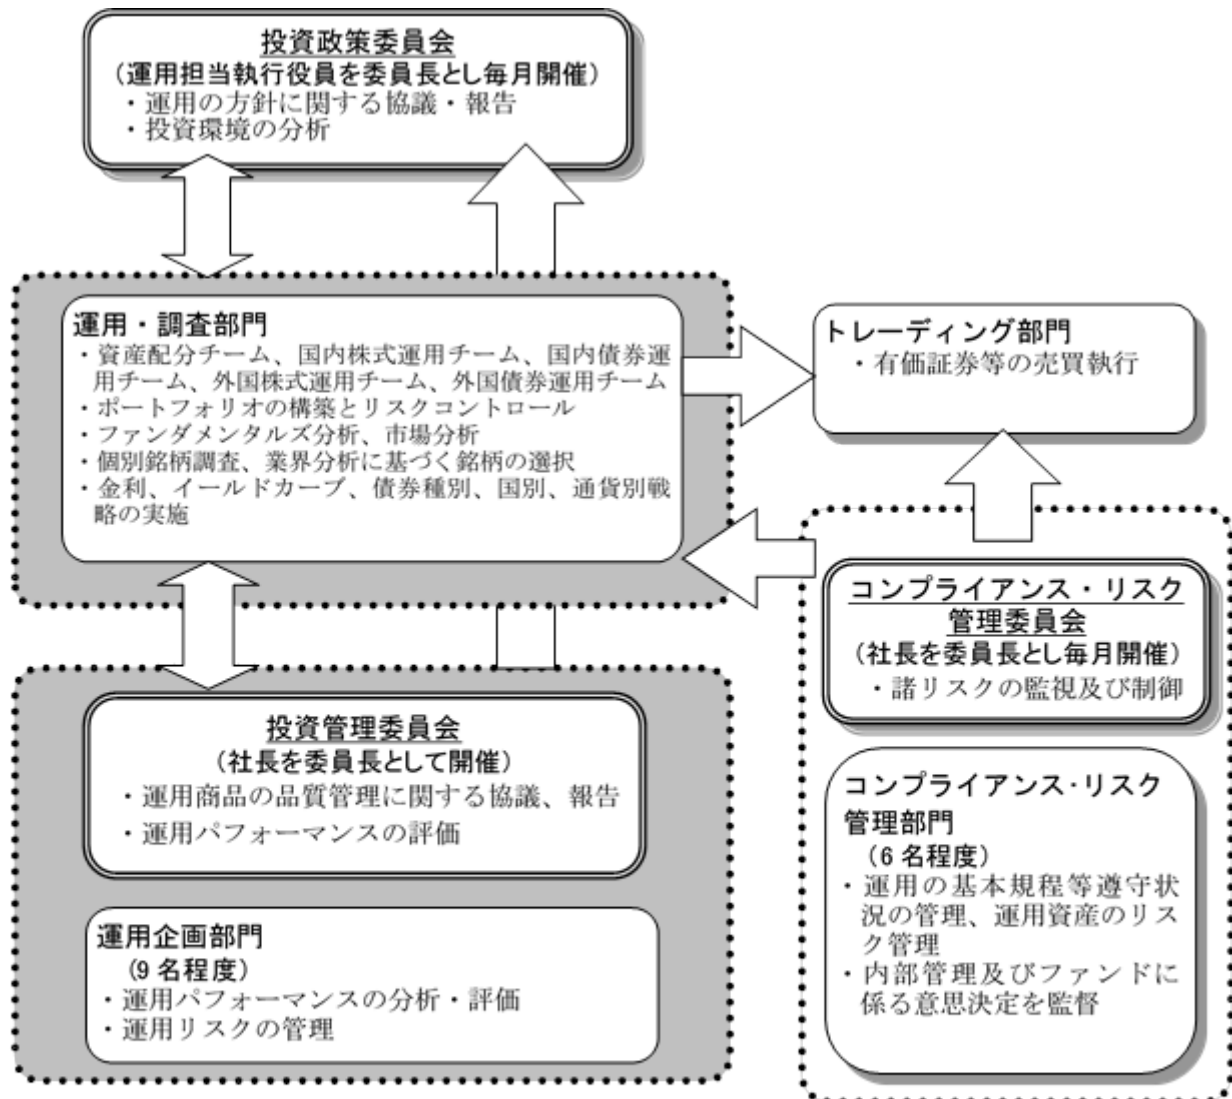 投資政策委員会
（運用担当執行役員を委員長とし毎月開催）
・運用の方針に関する協議・報告
・投資環境の分析
運用・調査部門
・資産配分チーム、国内株式運用チーム、国内債券運
用チーム、外国株式運用チーム、外国債券運用チーム
・ポートフォリオの構築とリスクコントロール
・ファンダメンタルズ分析、市場分析
・個別銘柄調査、業界分析に基づく銘柄の選択
・金利、イールドカーブ、債券種別、国別、通貨別戦
略の実施
トレーディング部門
・有価証券等の売買執行
コンプライアンス・リスク
管理委員会
（社長を委員長とし毎月開催）
・諸リスクの監視及び制御
投資管理委員会
（社長を委員長として開催）
・運用商品の品質管理に関する協議、報告
・運用パフォーマンスの評価
運用企画部門
（9 名程度）
・運用パフォーマンスの分析・評価
・運用リスクの管理
コンプライアンス・リスク
管理部門
（6 名程度）
・運用の基本規程等遵守状
況の管理、運用資産のリス
ク管理
・内部管理及びファンドに
係る意思決定を監督